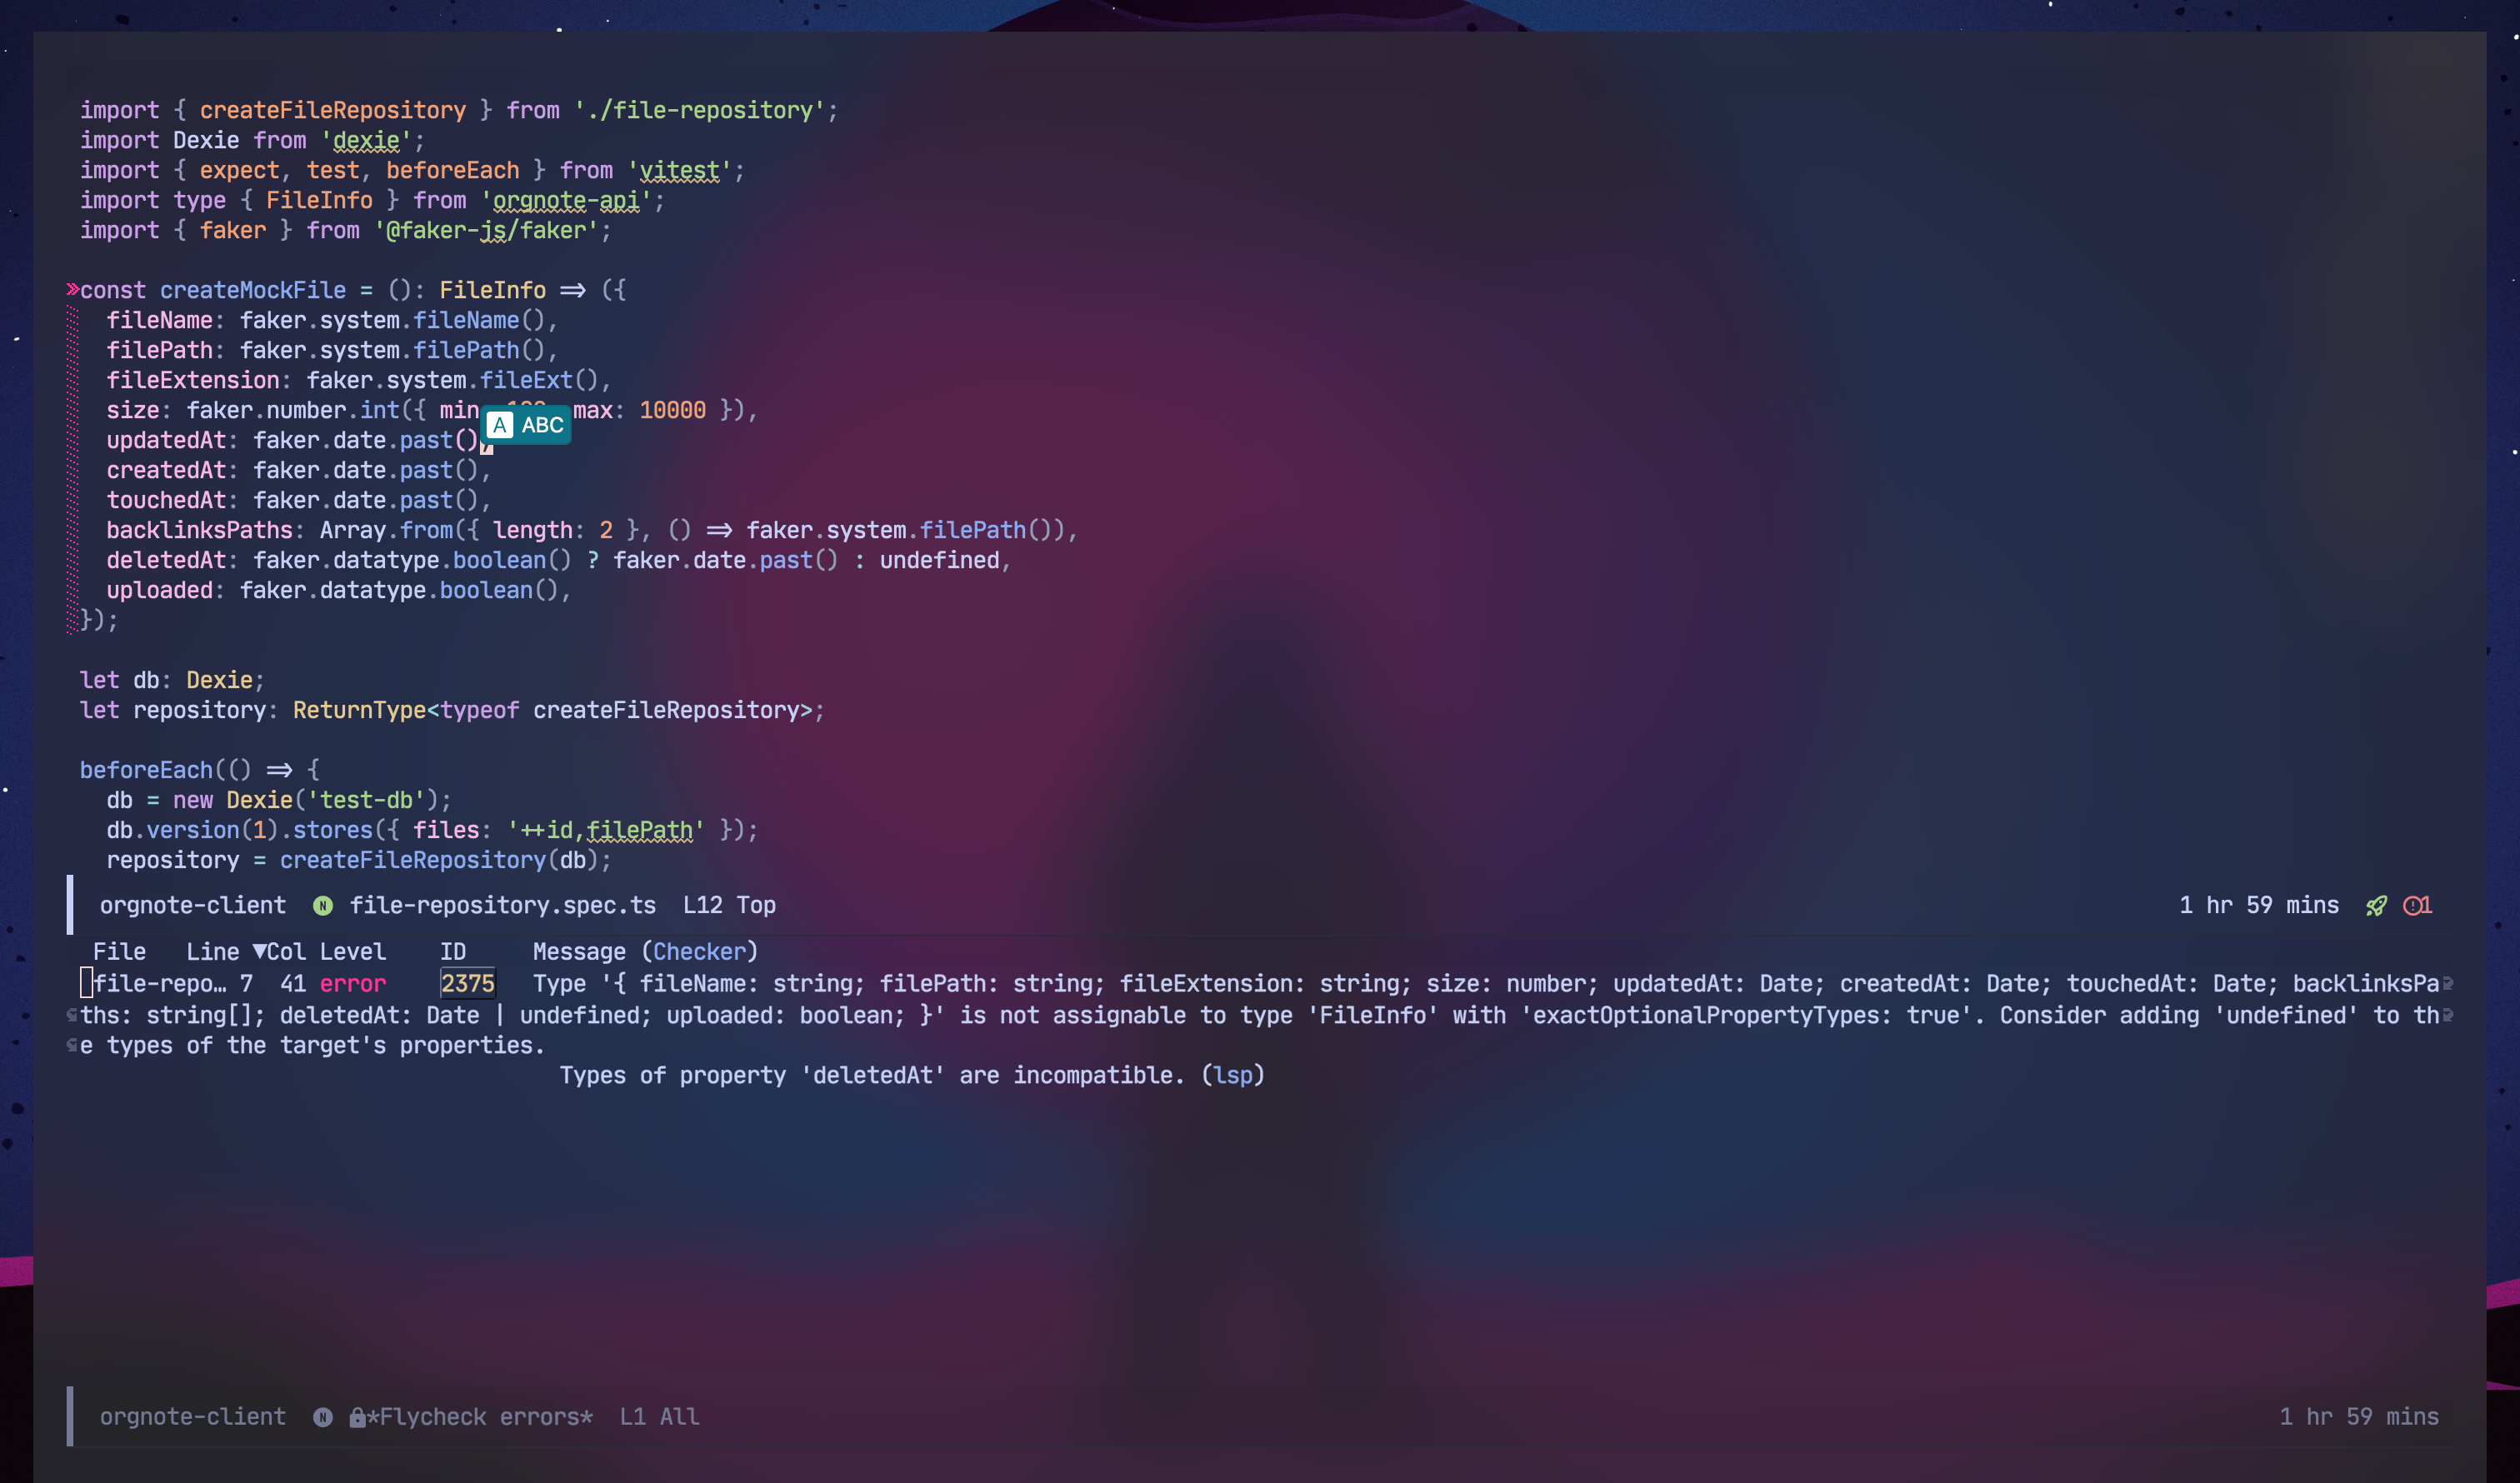 import { createFileRepository } from './file-repository';
import Dexie from 'dexie';
import { expect, test, beforeEach } from 'vitest';
import type { FileInfo } from 'orgnote-api';
import { faker } from '@faker-js/faker';
»const createMockFile = (): FileInfo => ({
fileName: faker.system.fileName(),
filePath: faker.system.filePath(),
fileExtension: faker.system.fileExt(),
size: faker.number.int({ min max: 10000 }),
A ABC
updatedAt: faker.date.past(),
createdAt: faker.date.past(),
touchedAt: faker.date.past(),
backlinksPaths: Array.from({ length: 2 }, () => faker.system.filePath()),
deletedAt: faker.datatype.boolean() ? faker.date.past() : undefined,
uploaded: faker.datatype.boolean(),
});
let db: Dexie;
let repository: ReturnType<typeof createFileRepository>;
beforeEach(() => {
db = new Dexie('test-db');
db.version(1).stores({ files: '++id,filePath' });
repository = createFileRepository(db);
orgnote-client N file-repository.spec.ts L12 Top 1 hr 59 mins 1
File Line ▼Col Level ID Message (Checker)
file-repo… 7 41 error 2375 Type '{ fileName: string; filePath: string; fileExtension: string; size: number; updatedAt: Date; createdAt: Date; touchedAt: Date; backlinksPa
ths: string[]; deletedAt: Date | undefined; uploaded: boolean; }' is not assignable to type 'FileInfo' with 'exactOptionalPropertyTypes: true'. Consider adding 'undefined' to th
e types of the target's properties.
Types of property 'deletedAt' are incompatible. (lsp)
orgnote-client N *Flycheck errors* L1 All 1 hr 59 mins